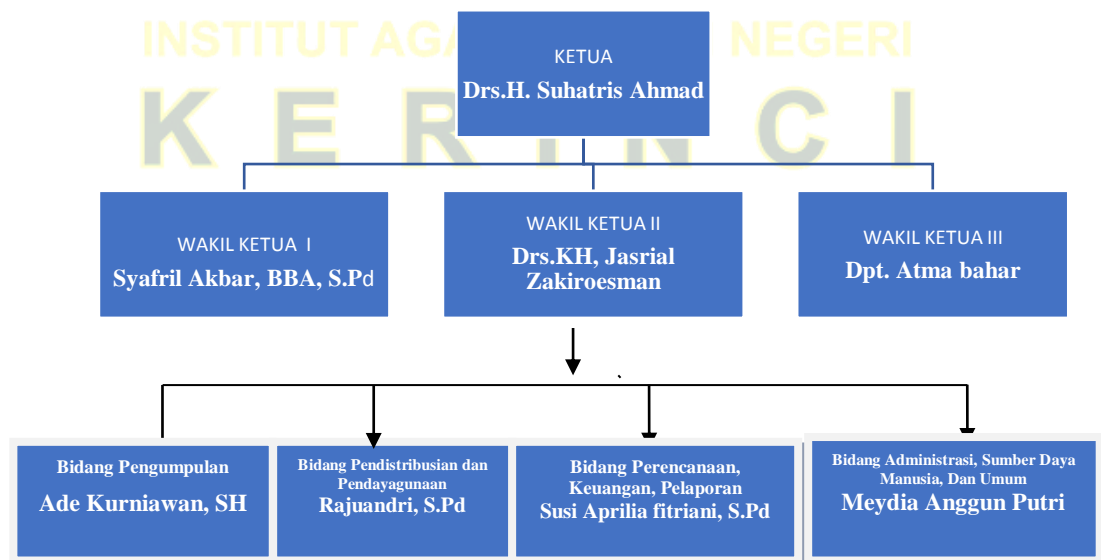 INSTITUT AGA NEGERI
KETUA
Drs.H. Suhatris Ahmad
K E R I N C I
WAKIL KETUA I
Syafril Akbar, BBA, S.Pd
WAKIL KETUA II
Drs.KH, Jasrial
Zakiroesman
WAKIL KETUA III
Dpt. Atma bahar
Bidang Pengumpulan
Ade Kurniawan, SH
Bidang Pendistribusian dan
Pendayagunaan
Rajuandri, S.Pd
Bidang Perencanaan,
Keuangan, Pelaporan
Susi Aprilia fitriani, S.Pd
Bidang Administrasi, Sumber Daya
Manusia, Dan Umum
Meydia Anggun Putri